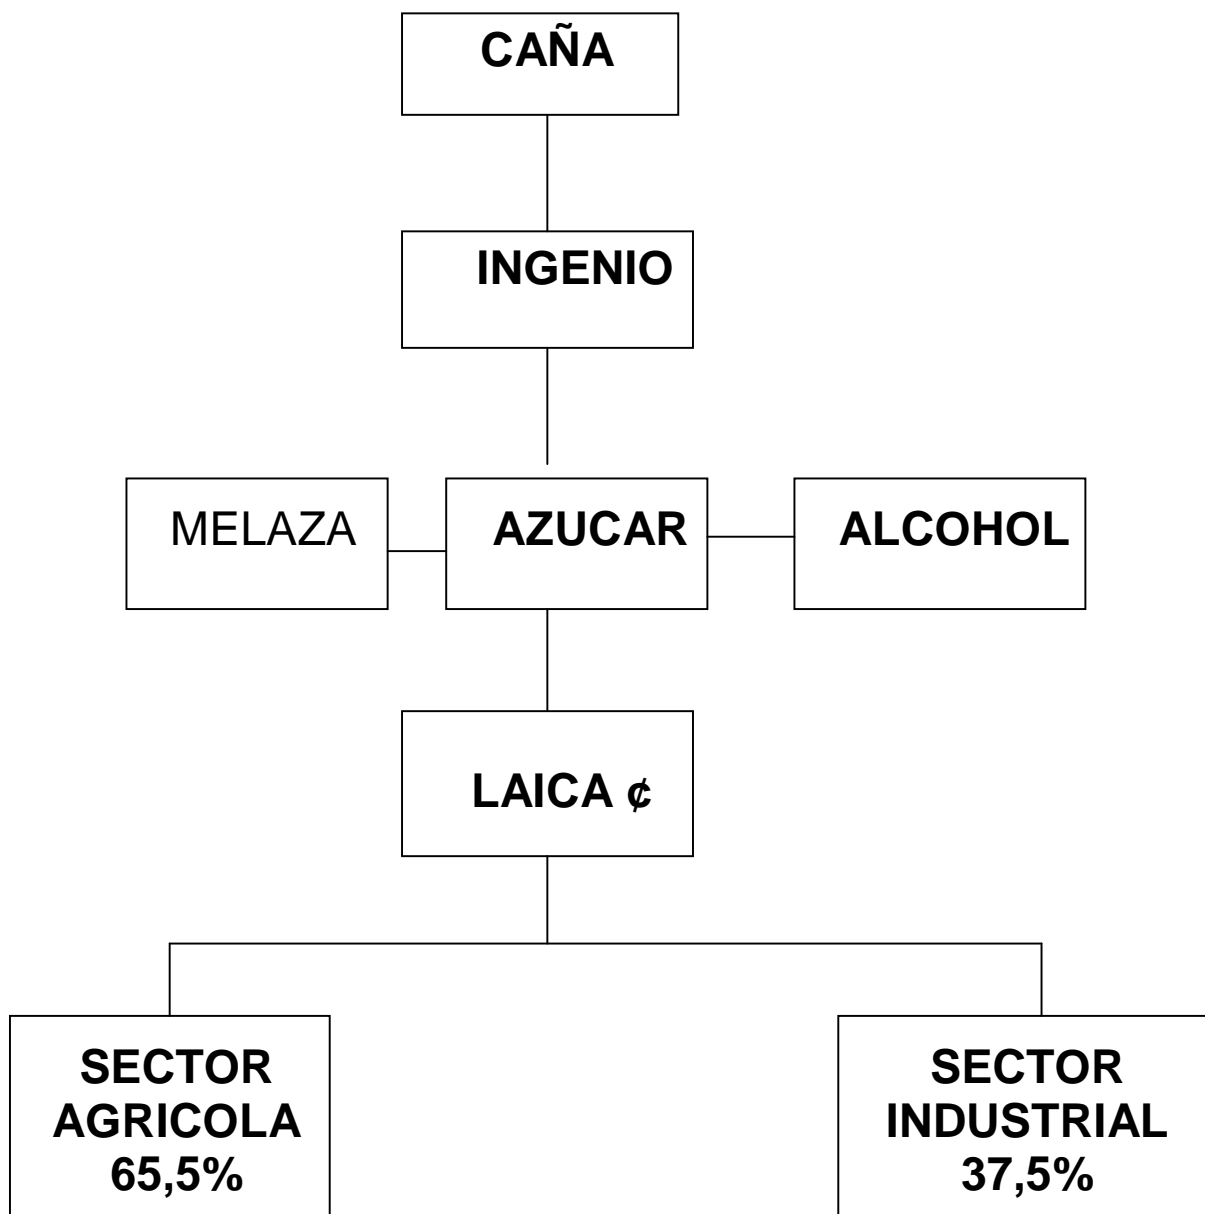 CAÑA
INGENIO
MELAZA
AZUCAR
ALCOHOL
LAICA ¢
SECTOR
AGRICOLA
65,5%
SECTOR
INDUSTRIAL
37,5%